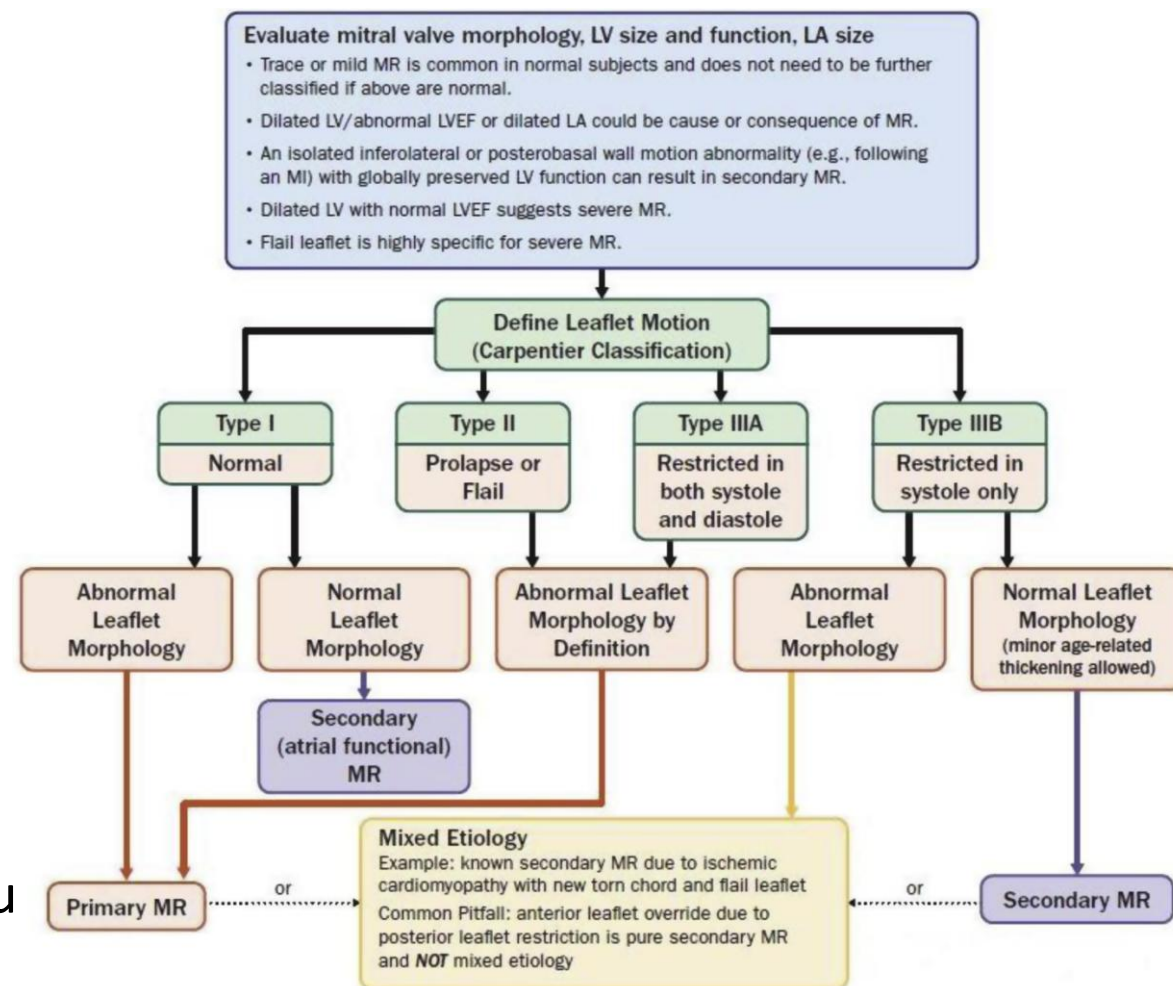 Evaluate mitral valve morphology, LV size and function, LA size
• Trace or mild MR is common in normal subjects and does not need to be further
classified if above are normal.
• Dilated LV/abnormal LVEF or dilated LA could be cause or consequence of MR.
• An isolated inferolateral or posterobasal wall motion abnormality (e.g., following
an MI) with globally preserved LV function can result in secondary MR.
• Dilated LV with normal LVEF suggests severe MR.
• Flail leaflet is highly specific for severe MR.
Define Leaflet Motion
(Carpentier Classification)
Type I
Normal
Type II
Prolapse or
Flail
Type IIIA
Restricted in
both systole
and diastole
Type IIIB
Restricted in
systole only
Abnormal
Leaflet
Morphology
Normal
Leaflet
Morphology
Abnormal Leaflet
Morphology by
Definition
Abnormal
Leaflet
Morphology
Normal Leaflet
Morphology
(minor age-related
thickening allowed)
Secondary
(atrial functional)
MR
u
Primary MR
or
Mixed Etiology
Example: known secondary MR due to ischemic
cardiomyopathy with new torn chord and flail leaflet
Common Pitfall: anterior leaflet override due to
posterior leaflet restriction is pure secondary MR
and NOT mixed etiology
or
Secondary MR